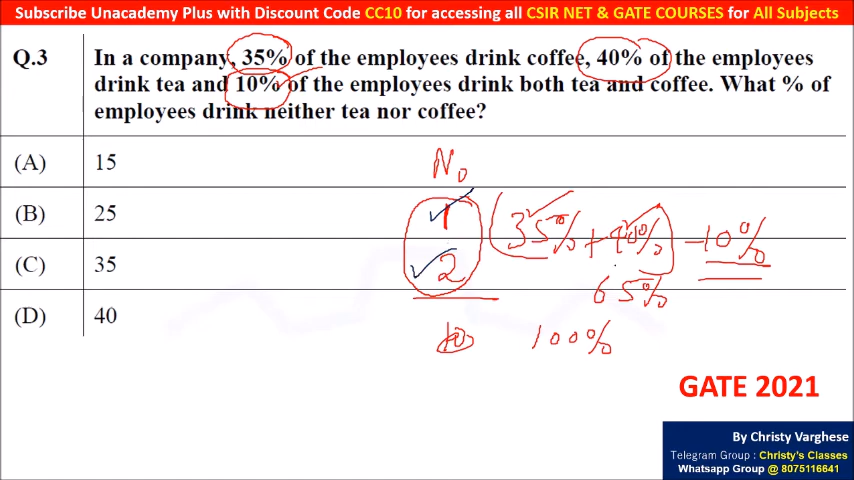 Subscribe Unacademy Plus with Discount Code CC10 for accessing all CSIR NET & GATE COURSES for All Subjects
Q.3 In a company, 35% of the employees drink coffee, 40% of the employees
drink tea and 10% of the employees drink both tea and coffee. What % of
employees drink neither tea nor coffee?
(A) 15
No
(B) 25
1 35% + 40% - 10%
(C) 35
2
65%
(D) 40
100%
GATE 2021
By Christy Varghese
Telegram Group : Christy's Classes
Whatsapp Group @ 8075116641